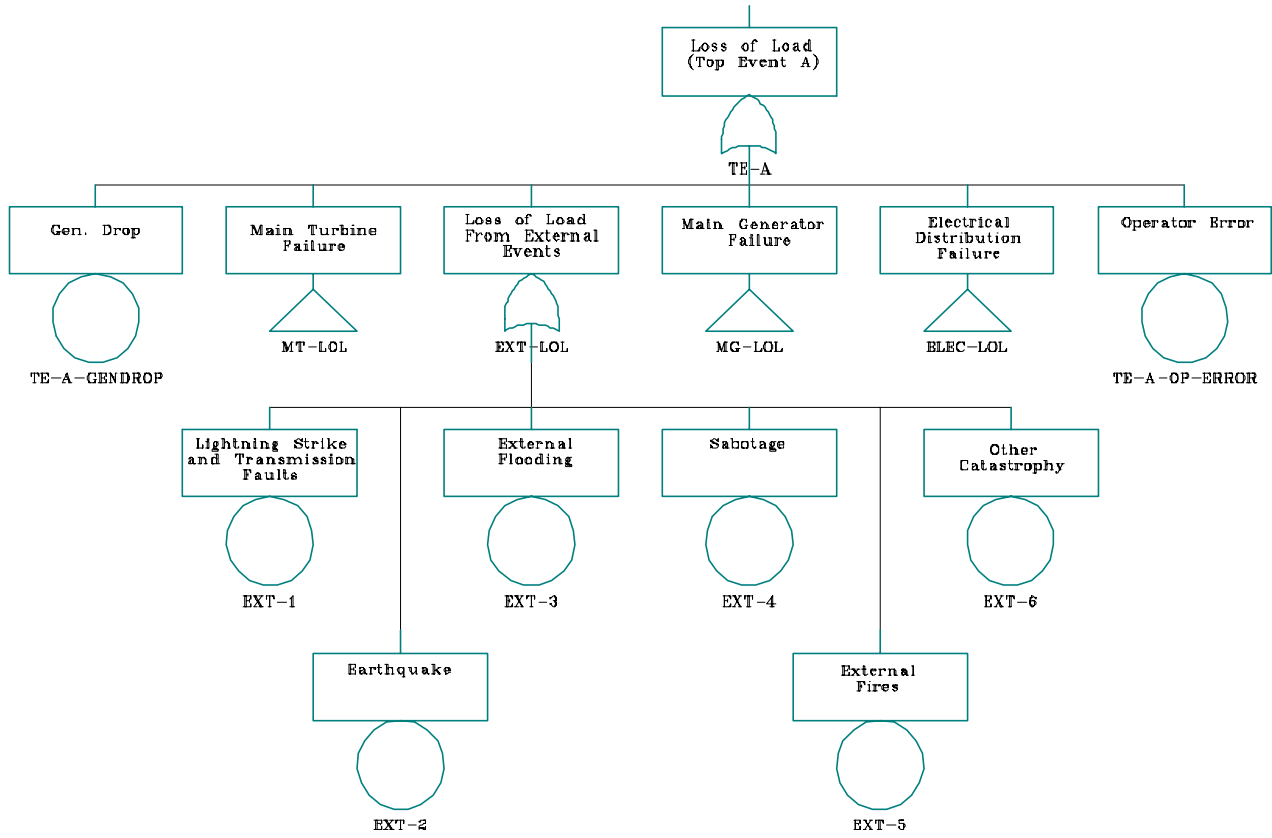 Loss of Load
(Top Event A)
TE-A
Gen. Drop
TE-A-GENDROP
Main Turbine
Failure
MT-LOL
Loss of Load
From External
Events
EXT-LOL
Main Generator
Failure
MG-LOL
Electrical
Distribution
Failure
ELEC-LOL
Operator Error
TE-A-OP-ERROR
Lightning Strike
and Transmission
Faults
EXT-1
External
Flooding
EXT-3
Sabotage
EXT-4
Other
Catastrophy
EXT-6
Earthquake
EXT-2
External
Fires
EXT-5